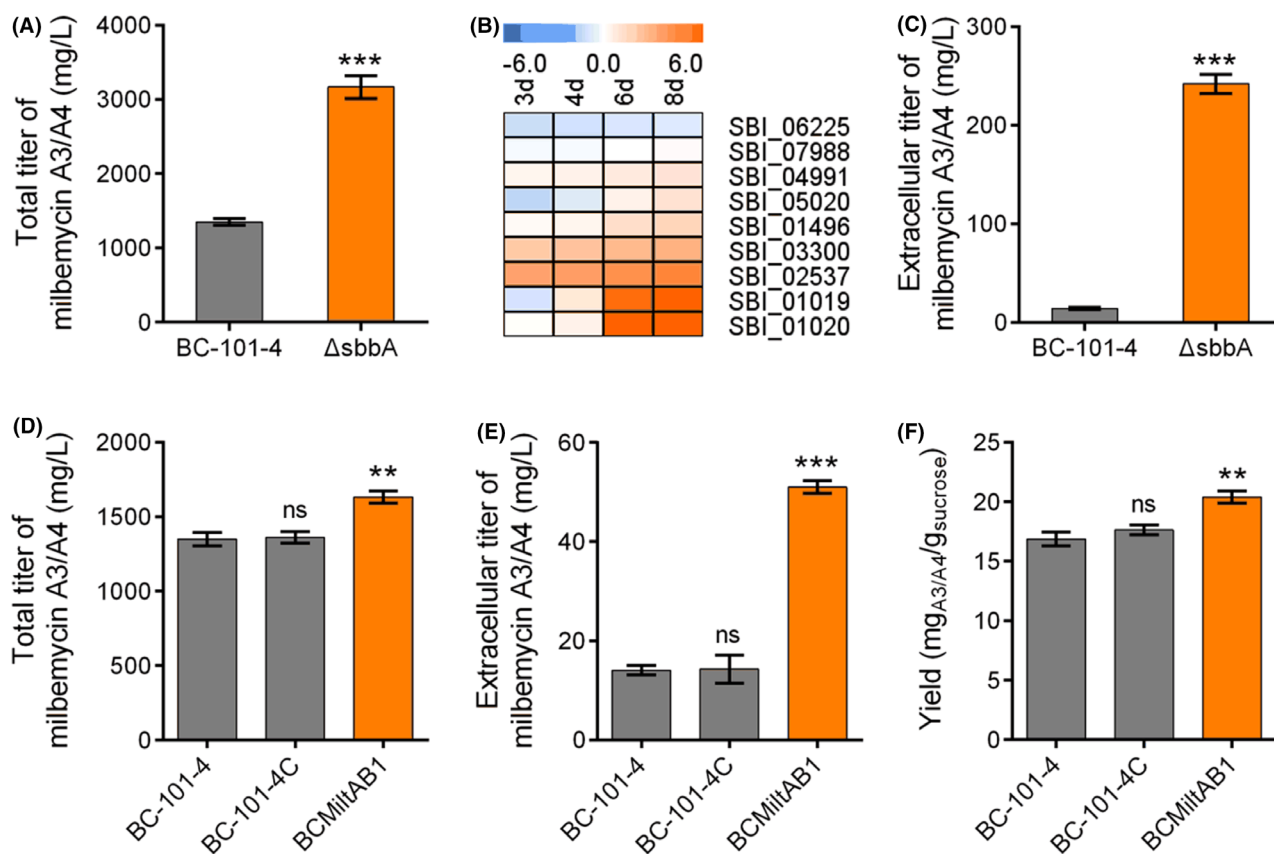 (A)
Total titer of
milbemycin A3/A4 (mg/L)
4000
3000
2000
1000
0
***
BC-101-4
ΔsbbA
(B)
-6.0
0.0
6.0
3d
4d
6d
8d
SBI_06225
SBI_07988
SBI_04991
SBI_05020
SBI_01496
SBI_03300
SBI_02537
SBI_01019
SBI_01020
(C)
Extracellular titer of
milbemycin A3/A4 (mg/L)
300
200
100
0
***
BC-101-4
ΔsbbA
(D)
Total titer of
milbemycin A3/A4 (mg/L)
2000
1500
1000
500
0
ns
**
BC-101-4
BC-101-4C
BCMiltAB1
(E)
Extracellular titer of
milbemycin A3/A4 (mg/L)
60
40
20
0
ns
***
BC-101-4
BC-101-4C
BCMiltAB1
(F)
Yield (mgA3/A4/gsucrose)
25
20
15
10
5
0
ns
**
BC-101-4
BC-101-4C
BCMiltAB1